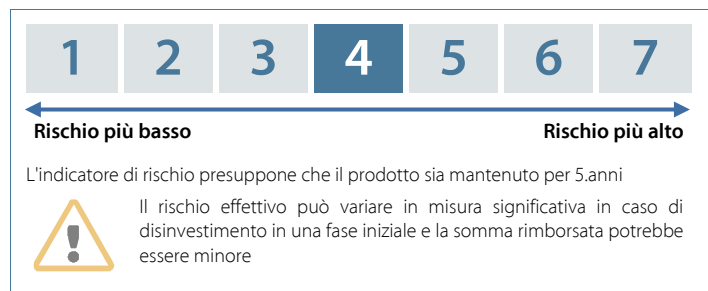 1 2 3 4 5 6 7
Rischio più basso Rischio più alto
L'indicatore di rischio presuppone che il prodotto sia mantenuto per 5.anni
Il rischio effettivo può variare in misura significativa in caso di
disinvestimento in una fase iniziale e la somma rimborsata potrebbe
essere minore